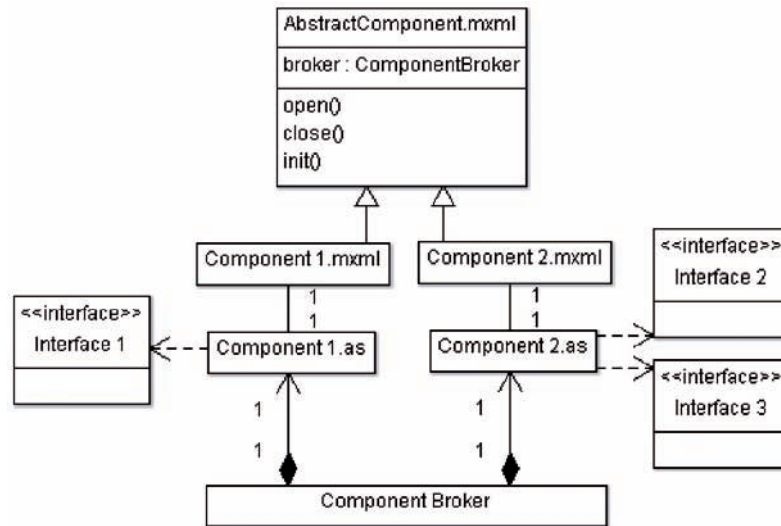 AbstractComponent.mxml
broker : ComponentBroker
open()
close()
init()
Component 1.mxml
Component 2.mxml
<<interface>>
Interface 2
1
1
1
1
<<interface>>
Interface 1
Component 1.as
Component 2.as
<<interface>>
Interface 3
1
1
1
1
Component Broker